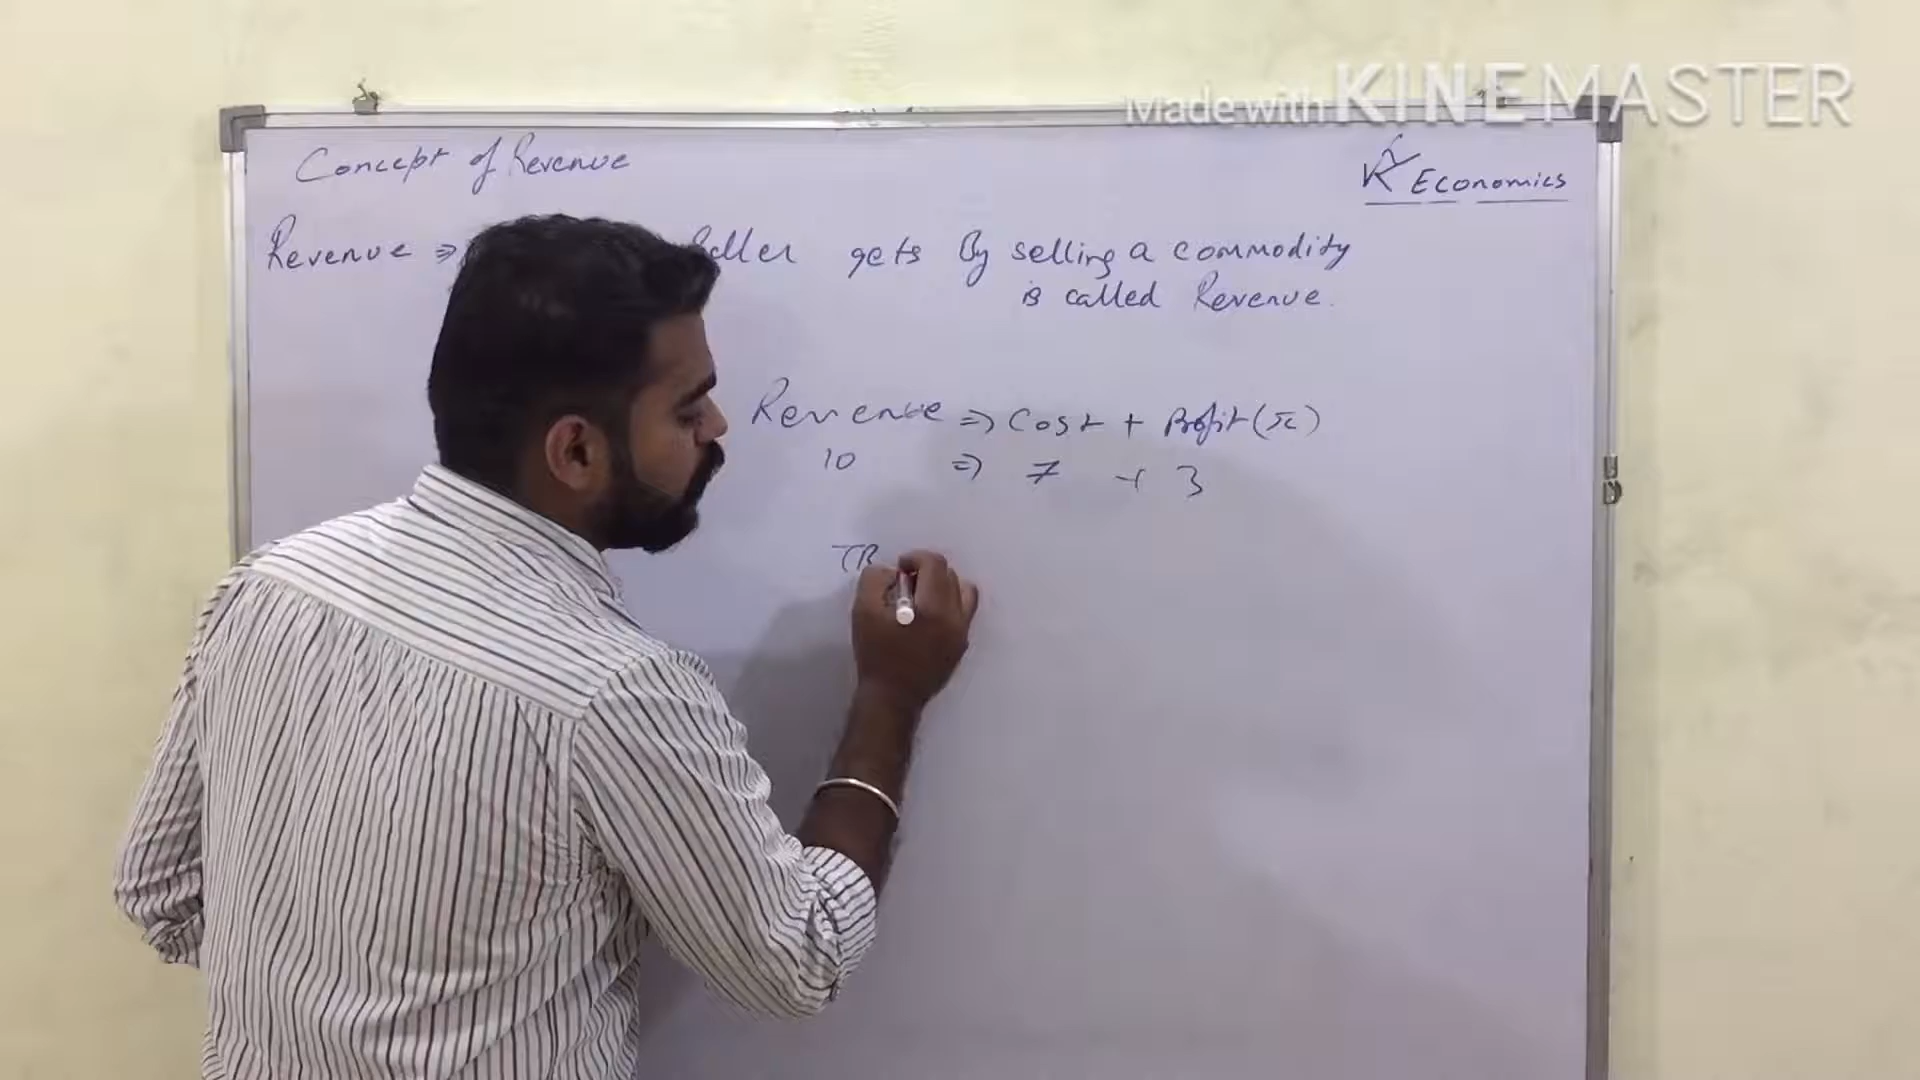 Made with KINEMASTER
Concept of Revenue
K Economics
Revenue ⇒ Seller gets By selling a commodity
is called Revenue.
Revenue ⇒ Cost + Profit (π)
10 ⇒ 7 + 3
TR